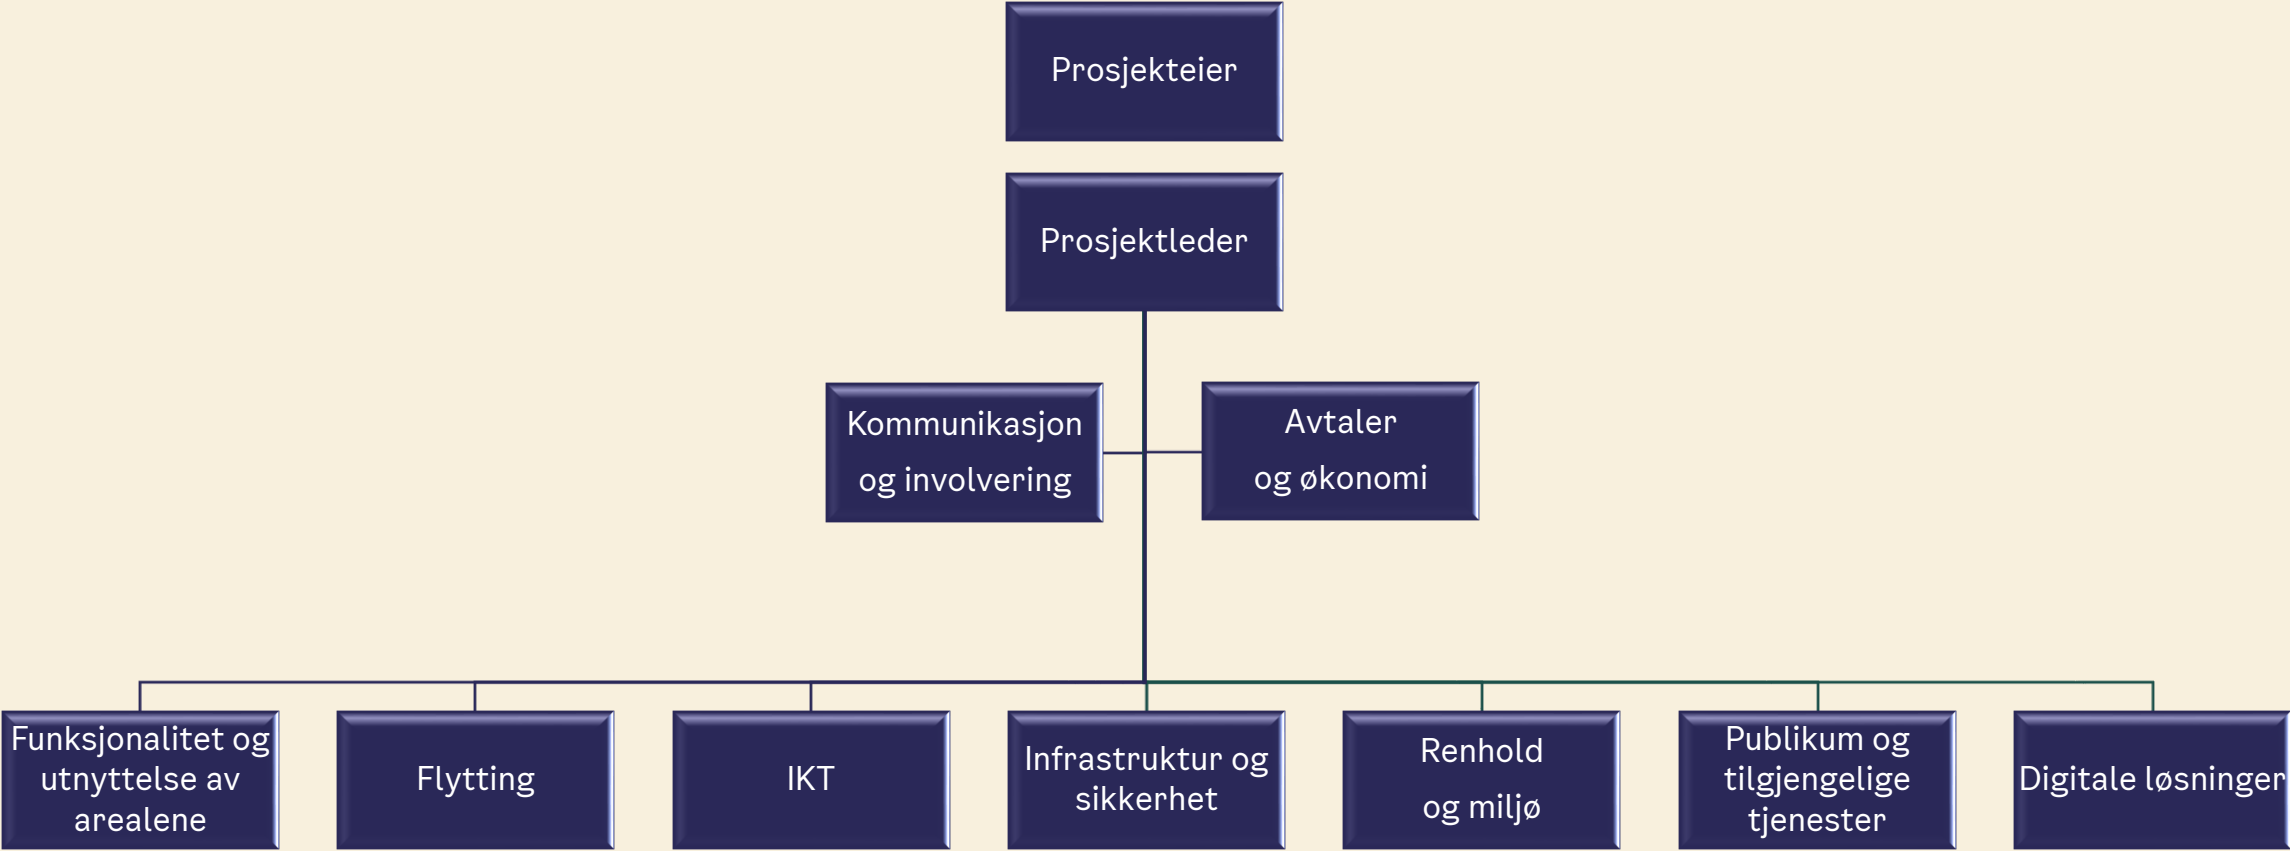 Prosjekteier
Prosjektleder
Kommunikasjon
og involvering
Avtaler
og økonomi
Funksjonalitet og
utnyttelse av
arealene
Flytting
IKT
Infrastruktur og
sikkerhet
Renhold
og miljø
Publikum og
tilgjengelige
tjenester
Digitale løsninger